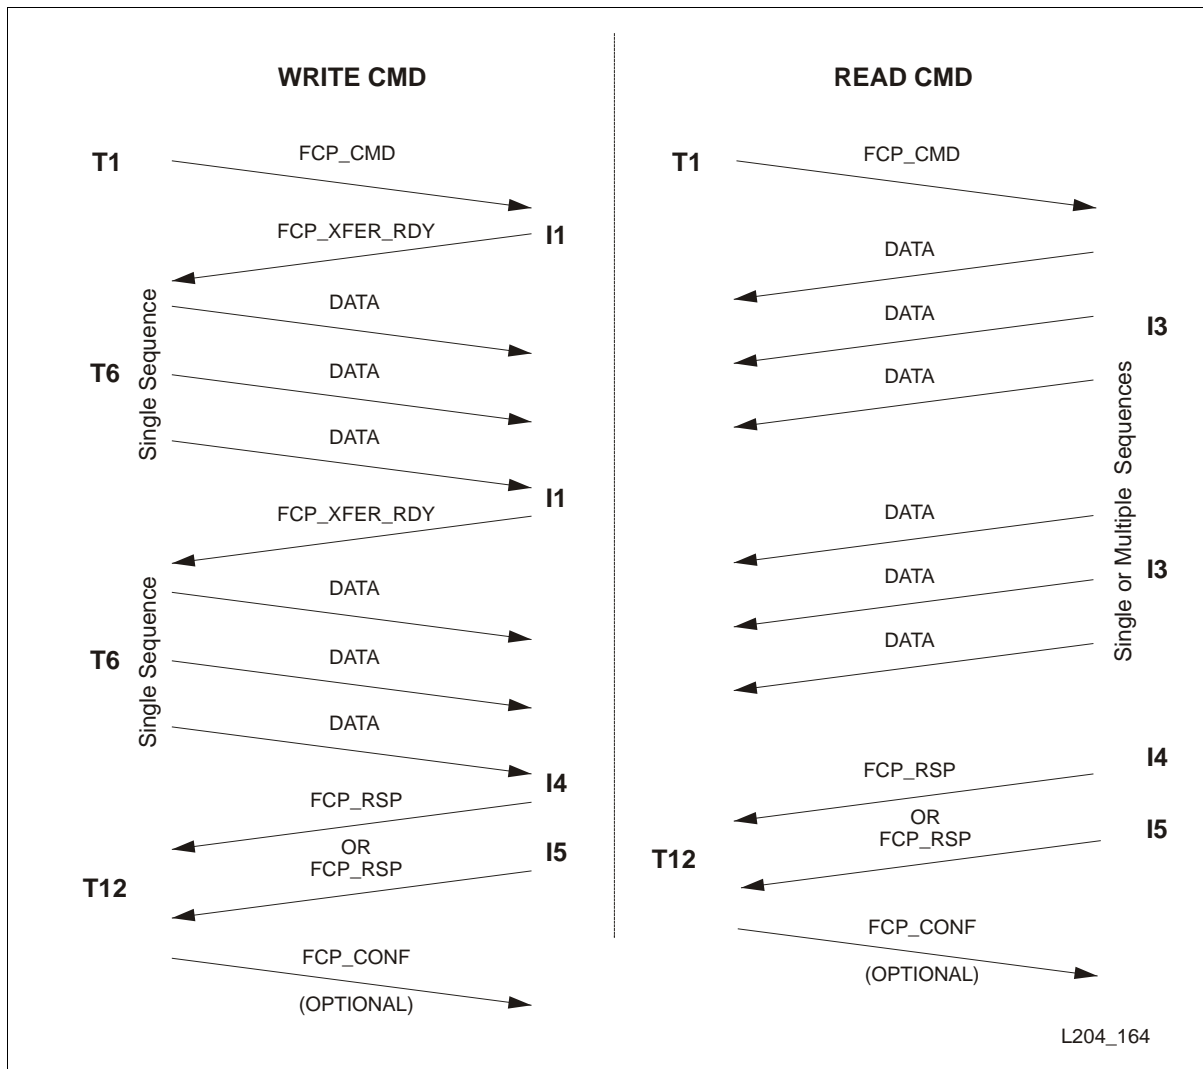 WRITE CMD
T1
FCP_CMD
FCP_XFER_RDY
I1
Single Sequence
DATA
T6
DATA
DATA
I1
FCP_XFER_RDY
Single Sequence
DATA
T6
DATA
DATA
I4
FCP_RSP
OR
I5
FCP_RSP
T12
FCP_CONF
(OPTIONAL)
READ CMD
T1
FCP_CMD
DATA
DATA
I3
DATA
Single or Multiple Sequences
DATA
DATA
I3
DATA
I4
FCP_RSP
OR
I5
FCP_RSP
T12
FCP_CONF
(OPTIONAL)
L204_164